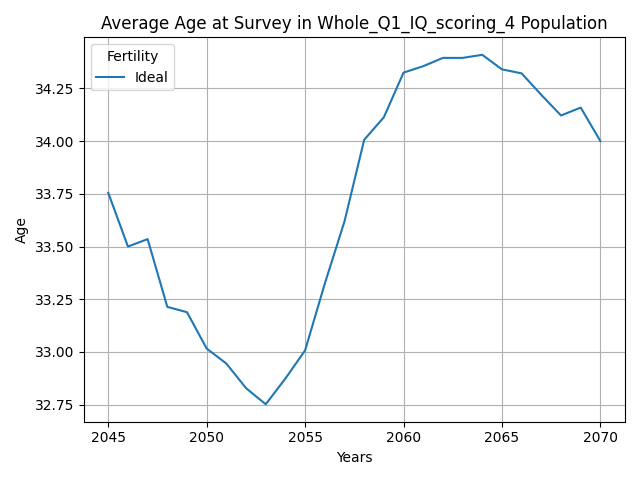 Average Age at Survey in Whole_Q1_IQ_scoring_4 Population
Fertility
Ideal
34.25
34.00
33.75
33.50
33.25
33.00
32.75
Age
2045 2050 2055 2060 2065 2070
Years